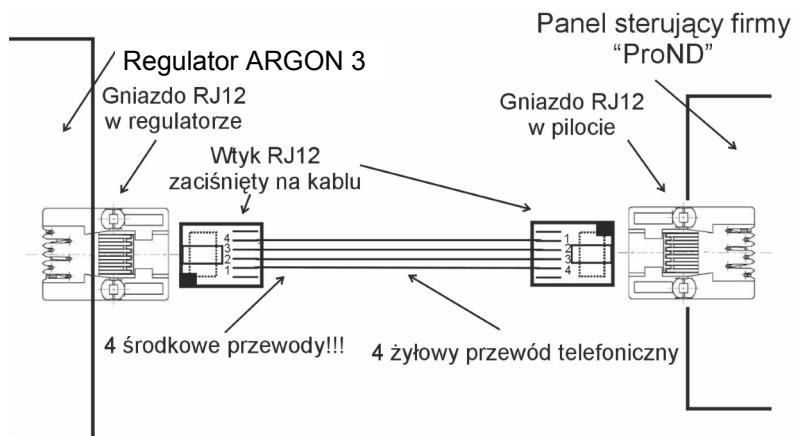 Panel sterujący firmy
“ProND”
Regulator ARGON 3
Gniazdo RJ12
w regulatorze
Gniazdo RJ12
w pilocie
Wtyk RJ12
zaciśnięty na kablu
4
3
2
1
1
2
3
4
4 środkowe przewody!!!
4 żyłowy przewód telefoniczny